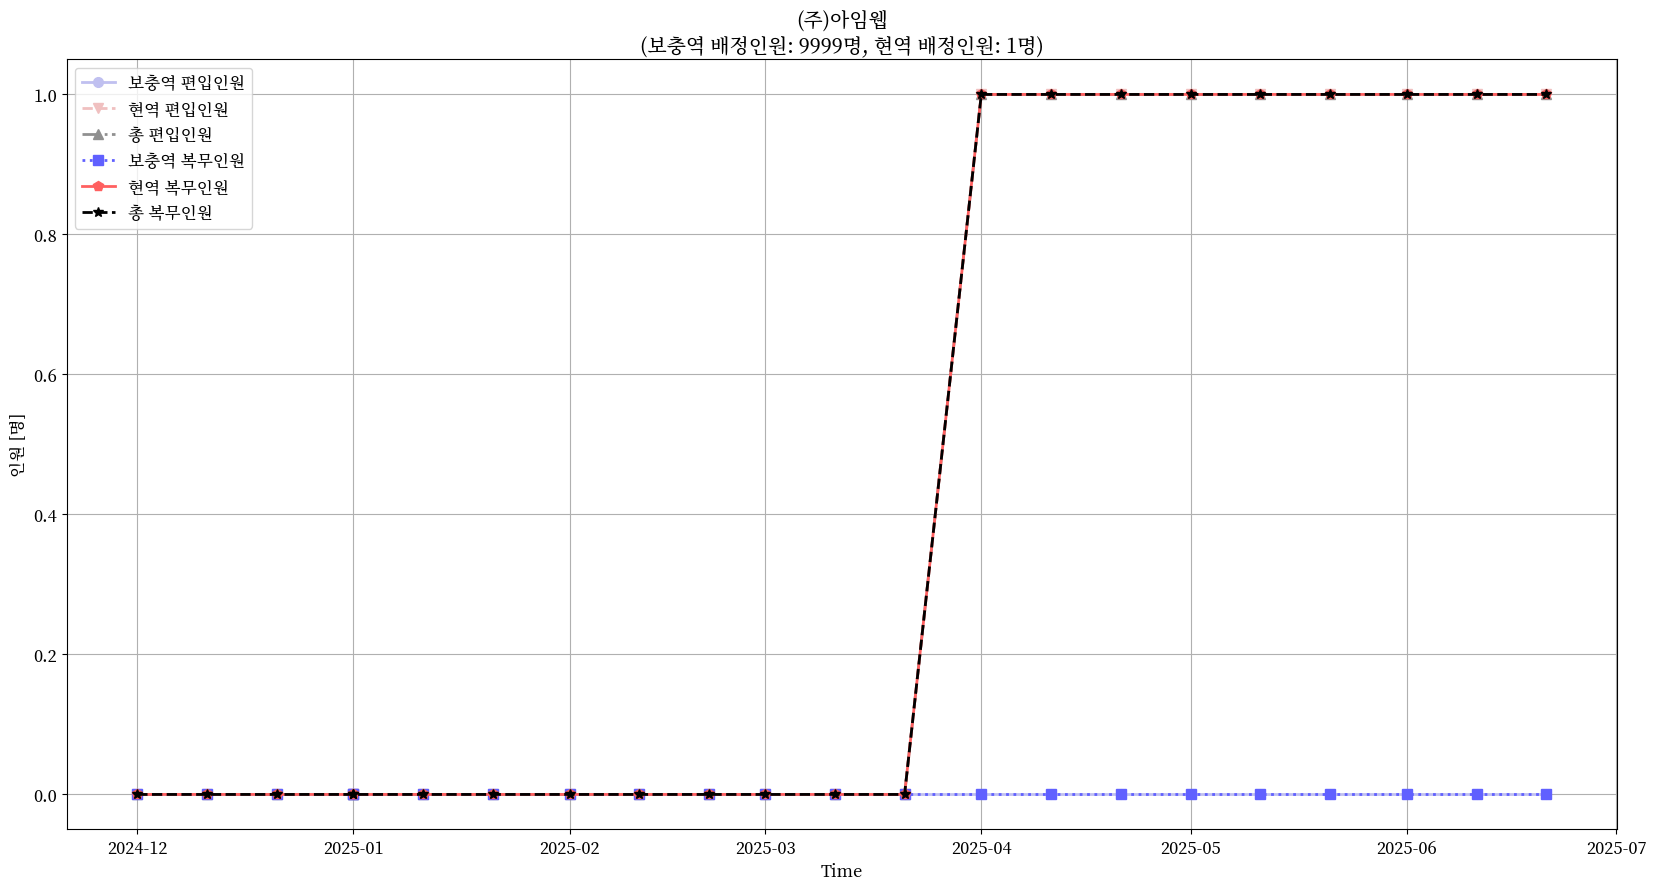 (주)아임웹
(보충역 배정인원: 9999명, 현역 배정인원: 1명)
보충역 편입인원
현역 편입인원
총 편입인원
보충역 복무인원
현역 복무인원
총 복무인원
1.0
0.8
0.6
0.4
0.2
0.0
인원 [명]
2024-12
2025-01
2025-02
2025-03
2025-04
2025-05
2025-06
2025-07
Time